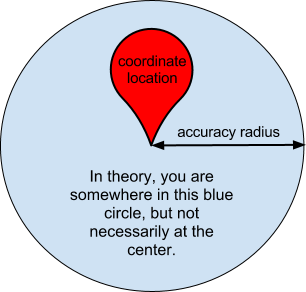 coordinate
location
accuracy radius
In theory, you are
somewhere in this blue
circle, but not
necessarily at the
center.